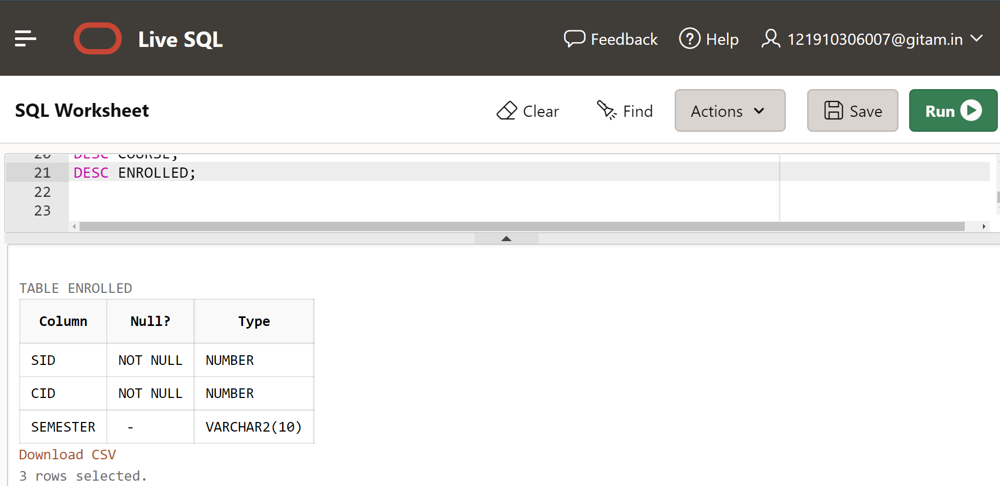 Live SQL
Feedback
Help
121910306007@gitam.in
SQL Worksheet
Clear
Find
Actions
Save
Run
20 DESC COURSE;
21 DESC ENROLLED;
22
23
TABLE ENROLLED
Column Null? Type
SID NOT NULL NUMBER
CID NOT NULL NUMBER
SEMESTER - VARCHAR2(10)
Download CSV
3 rows selected.